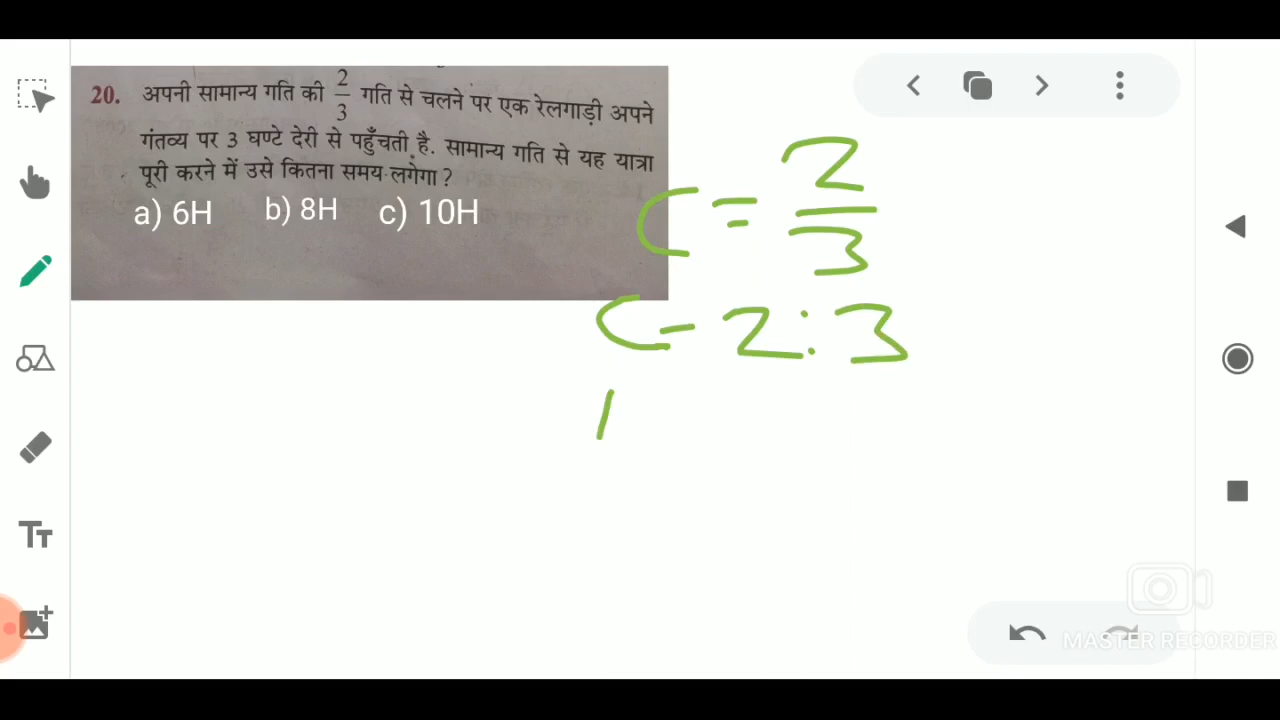 20. अपनी सामान्य गति की 2/3 गति से चलने पर एक रेलगाड़ी अपने
गंतव्य पर 3 घण्टे देरी से पहुँचती है. सामान्य गति से यह यात्रा
पूरी करने में उसे कितना समय लगेगा ?
a) 6H b) 8H c) 10H
C = 2/3
C - 2 : 3
TT
MASTER RECORDER